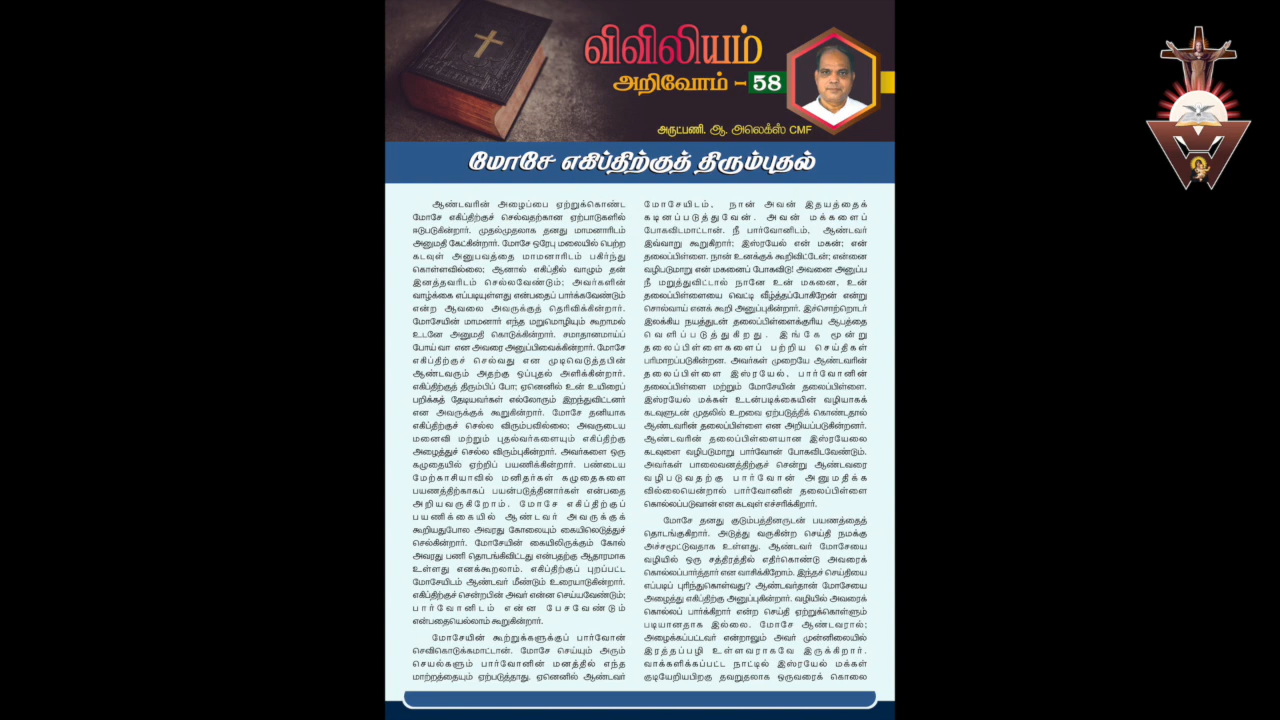 விவிலியம்
அறிவோம் - 58
அருட்பணி. ஆ. அலெக்ஸ் CMF
மோசே எகிப்திற்குத் திரும்புதல்
ஆண்டவரின் அழைப்பை ஏற்றுக்கொண்ட
மோசே எகிப்திற்குச் செல்வதற்கான ஏற்பாடுகளில்
ஈடுபடுகின்றார். முதல்முதலாக தனது மாமனாரிடம்
அனுமதி கேட்கின்றார். மோசே ஒரேபு மலையில் பெற்ற
கடவுள் அனுபவத்தை மாமனாரிடம் பகிர்ந்து
கொள்ளவில்லை; ஆனால் எகிப்தில் வாழும் தன்
இனத்தவரிடம் செல்லவேண்டும்; அவர்களின்
வாழ்க்கை எப்படியுள்ளது என்பதைப் பார்க்கவேண்டும்
என்ற ஆவலை அவருக்குத் தெரிவிக்கின்றார்.
மோசேயின் மாமனார் எந்த மறுமொழியும் கூறாமல்
உடனே அனுமதி கொடுக்கின்றார். சமாதானமாய்ப்
போய் வா என அவரை அனுப்பிவைக்கின்றார். மோசே
எகிப்திற்குச் செல்வது என முடிவெடுத்தபின்
ஆண்டவரும் அதற்கு ஒப்புதல் அளிக்கின்றார்.
எகிப்திற்குத் திரும்பிப் போ; ஏனெனில் உன் உயிரைப்
பறிக்கத் தேடியவர்கள் எல்லோரும் இறந்துவிட்டனர்
என அவருக்குக் கூறுகின்றார். மோசே தனியாக
எகிப்திற்குச் செல்ல விரும்பவில்லை; அவருடைய
மனைவி மற்றும் புதல்வர்களையும் எகிப்திற்கு
அழைத்துச் செல்ல விரும்புகின்றார். அவர்களை ஒரு
கழுதையில் ஏற்றிப் பயணிக்கின்றார். பண்டைய
மேற்காசியாவில் மனிதர்கள் கழுதைகளை
பயணத்திற்காகப் பயன்படுத்தினார்கள் என்பதை
அறியவருகிறோம். மோசே எகிப்திற்குப்
பயணிக்கையில் ஆண்டவர் அவருக்குக்
கூறியதுபோல அவரது கோலையும் கையிலெடுத்துச்
செல்கின்றார். மோசேயின் கையிலிருக்கும் கோல்
அவரது பணி தொடங்கிவிட்டது என்பதற்கு ஆதாரமாக
உள்ளது எனக்கூறலாம். எகிப்திற்குப் புறப்பட்ட
மோசேயிடம் ஆண்டவர் மீண்டும் உரையாடுகின்றார்.
எகிப்திற்குச் சென்றபின் அவர் என்ன செய்யவேண்டும்;
பார்வோனிடம் என்ன பேசவேண்டும்
என்பதையெல்லாம் கூறுகின்றார்.
மோசேயின் கூற்றுக்களுக்குப் பார்வோன்
செவிகொடுக்கமாட்டான். மோசே செய்யும் அரும்
செயல்களும் பார்வோனின் மனத்தில் எந்த
மாற்றத்தையும் ஏற்படுத்தாது. ஏனெனில் ஆண்டவர்
மோசேயிடம், நான் அவன் இதயத்தைக்
கடினப்படுத்துவேன். அவன் மக்களைப்
போகவிடமாட்டான். நீ பார்வோனிடம், ஆண்டவர்
இவ்வாறு கூறுகிறார்; இஸ்ரயேல் என் மகன்; என்
தலைப்பிள்ளை. நான் உனக்குக் கூறிவிட்டேன்; என்னை
வழிபடுமாறு என் மகனைப் போகவிடு! அவனை அனுப்ப
நீ மறுத்துவிட்டால் நானே உன் மகனை, உன்
தலைப்பிள்ளையை வெட்டி வீழ்த்தப்போகிறேன் என்று
சொல்வாய் எனக் கூறி அனுப்புகின்றார். இச்சொற்றொடர்
இலக்கிய நயத்துடன் தலைப்பிள்ளைக்குரிய ஆபத்தை
வெளிப்படுத்துகிறது. இங்கே மூன்று
தலைப்பிள்ளைகளைப் பற்றிய செய்திகள்
பரிமாறப்படுகின்றன. அவர்கள் முறையே ஆண்டவரின்
தலைப்பிள்ளை இஸ்ரயேல், பார்வோனின்
தலைப்பிள்ளை மற்றும் மோசேயின் தலைப்பிள்ளை.
இஸ்ரயேல் மக்கள் உடன்படிக்கையின் வழியாகக்
கடவுளுடன் முதலில் உறவை ஏற்படுத்திக் கொண்டதால்
ஆண்டவரின் தலைப்பிள்ளை என அறியப்படுகின்றனர்.
ஆண்டவரின் தலைப்பிள்ளையான இஸ்ரயேலை
கடவுளை வழிபடுமாறு பார்வோன் போகவிடவேண்டும்.
அவர்கள் பாலைவனத்திற்குச் சென்று ஆண்டவரை
வழிபடுவதற்கு பார்வோன் அனுமதிக்க
வில்லையென்றால் பார்வோனின் தலைப்பிள்ளை
கொல்லப்படுவான் என கடவுள் எச்சரிக்கிறார்.
மோசே தனது குடும்பத்தினருடன் பயணத்தைத்
தொடங்குகிறார். அடுத்து வருகின்ற செய்தி நமக்கு
அச்சமூட்டுவதாக உள்ளது. ஆண்டவர் மோசேயை
வழியில் ஒரு சத்திரத்தில் எதிர்கொண்டு அவரைக்
கொல்லப்பார்த்தார் என வாசிக்கிறோம். இந்தச் செய்தியை
எப்படிப் புரிந்துகொள்வது? ஆண்டவர்தான் மோசேயை
அழைத்து எகிப்திற்கு அனுப்புகின்றார். வழியில் அவரைக்
கொல்லப் பார்க்கிறார் என்ற செய்தி ஏற்றுக்கொள்ளும்
படியானதாக இல்லை. மோசே ஆண்டவரால்;
அழைக்கப்பட்டவர் என்றாலும் அவர் முன்னிலையில்
இரத்தப்பழி உள்ளவராகவே இருக்கிறார்.
வாக்களிக்கப்பட்ட நாட்டில் இஸ்ரயேல் மக்கள்
குடியேறியபிறகு தவறுதலாக ஒருவரைக் கொலை